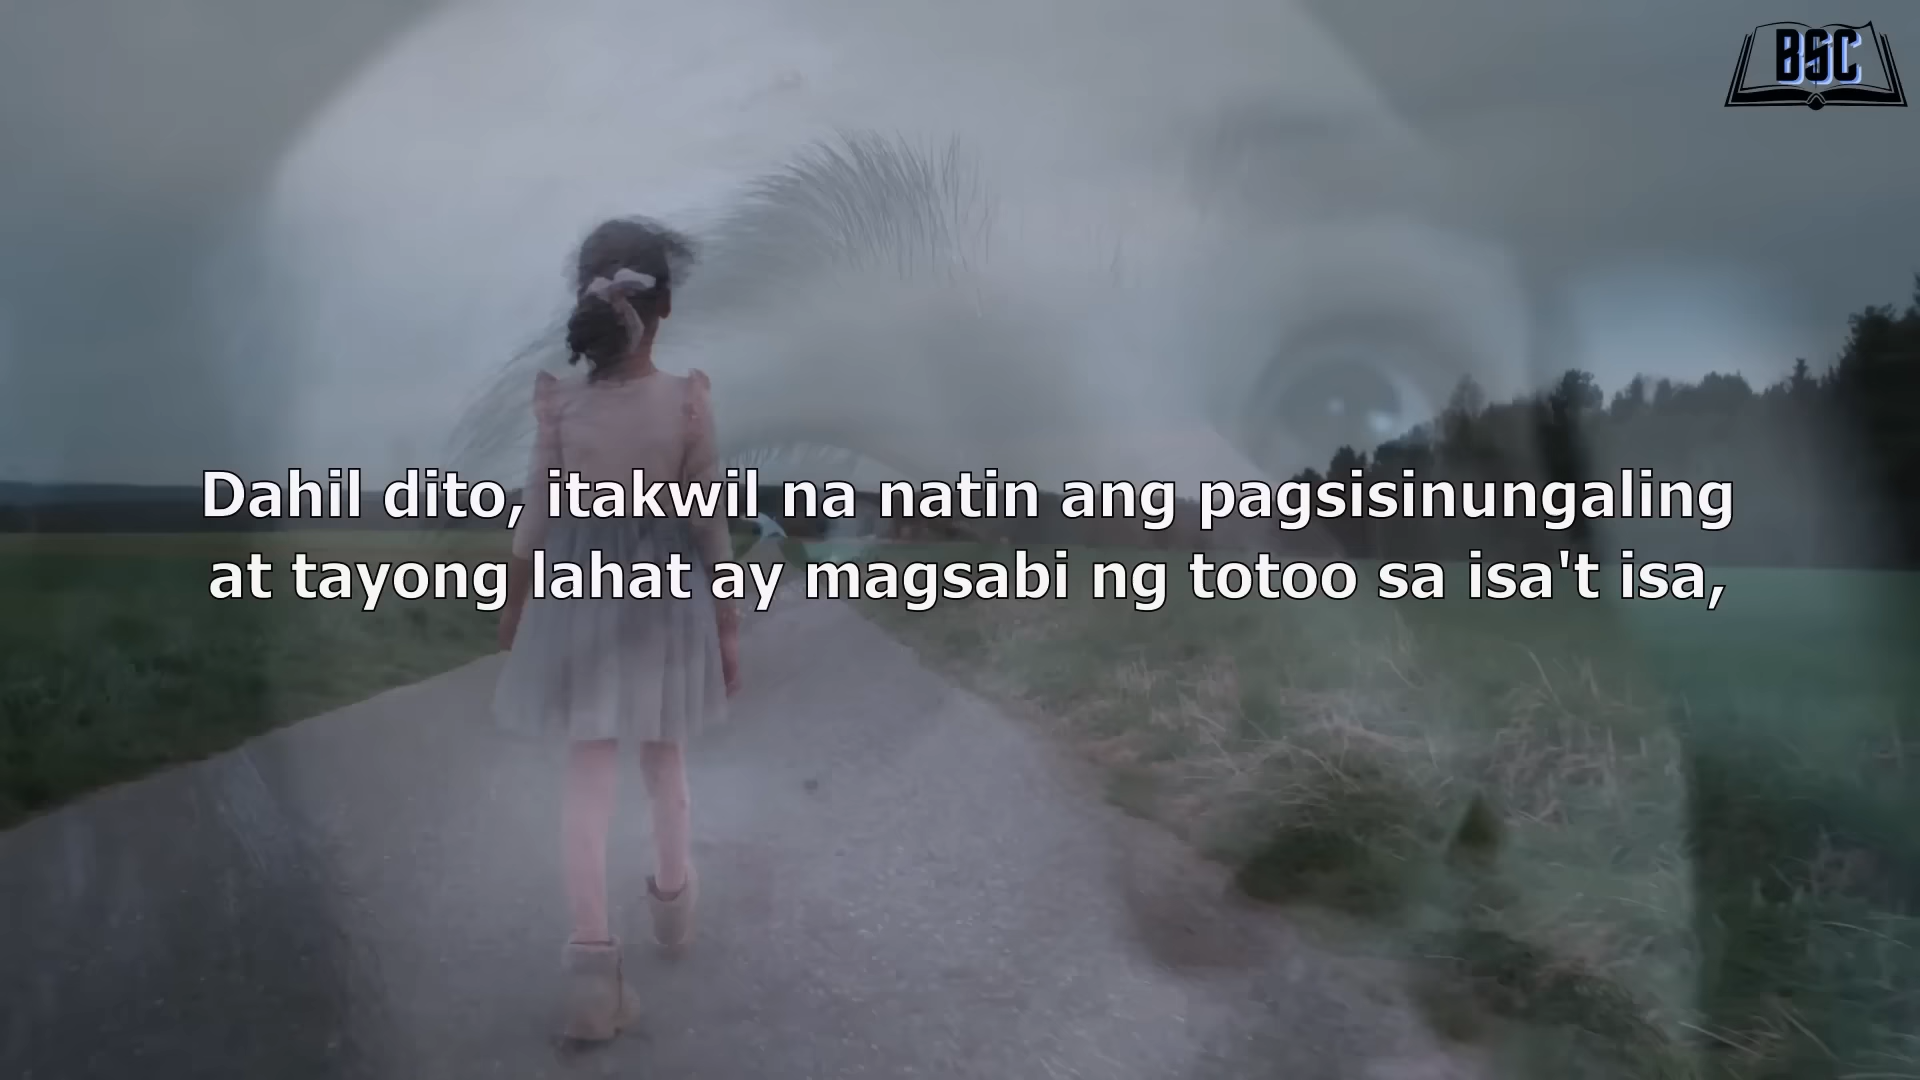 BSC
Dahil dito, itakwil na natin ang pagsisinungaling
at tayong lahat ay magsabi ng totoo sa isa't isa,